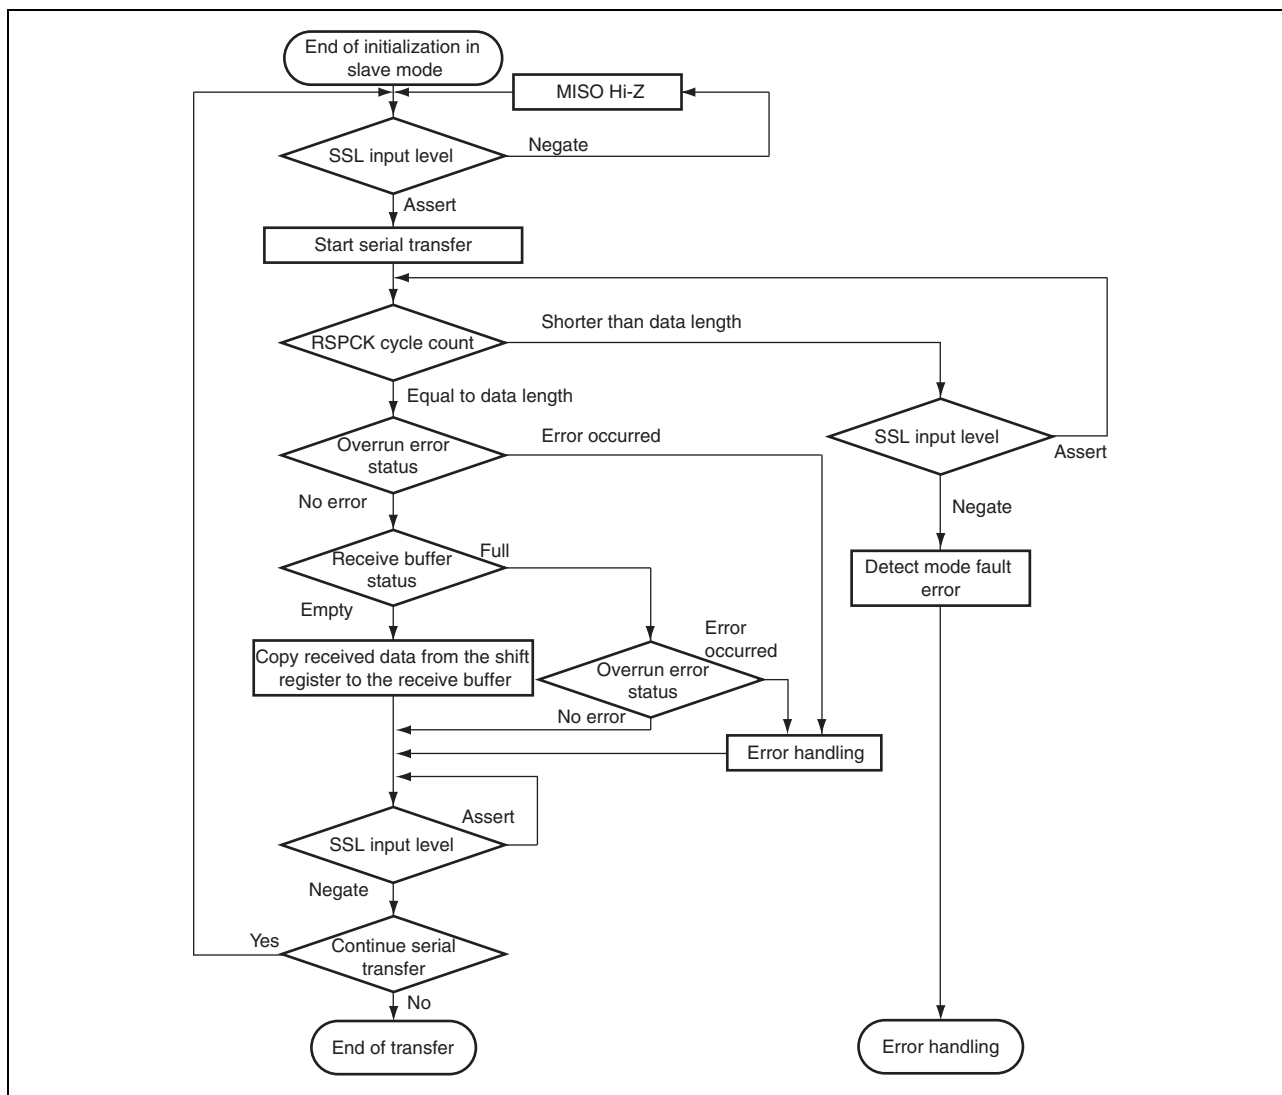 End of initialization in
slave mode
MISO Hi-Z
SSL input level
Negate
Assert
Start serial transfer
RSPCK cycle count
Shorter than data length
Equal to data length
SSL input level
Assert
Overrun error
status
Error occurred
No error
Negate
Receive buffer
status
Full
Detect mode fault
error
Empty
Copy received data from the shift
register to the receive buffer
Error
occurred
Overrun error
status
No error
Error handling
Assert
SSL input level
Negate
Yes
Continue serial
transfer
No
End of transfer
Error handling